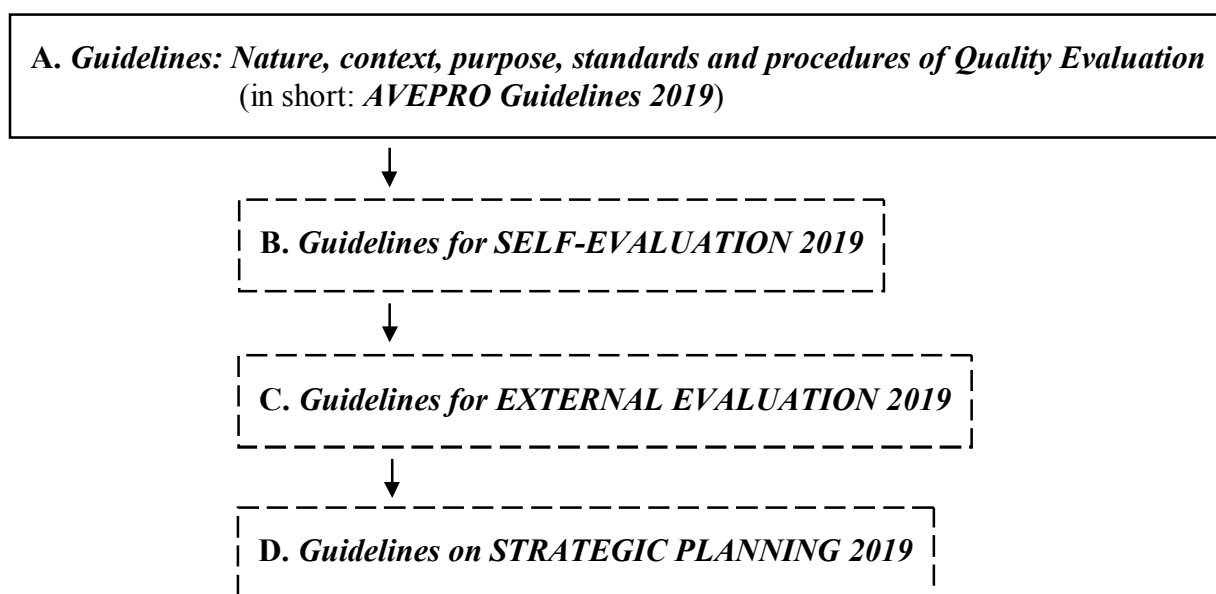 A. Guidelines: Nature, context, purpose, standards and procedures of Quality Evaluation
(in short: AVEPRO Guidelines 2019)
B. Guidelines for SELF-EVALUATION 2019
C. Guidelines for EXTERNAL EVALUATION 2019
D. Guidelines on STRATEGIC PLANNING 2019